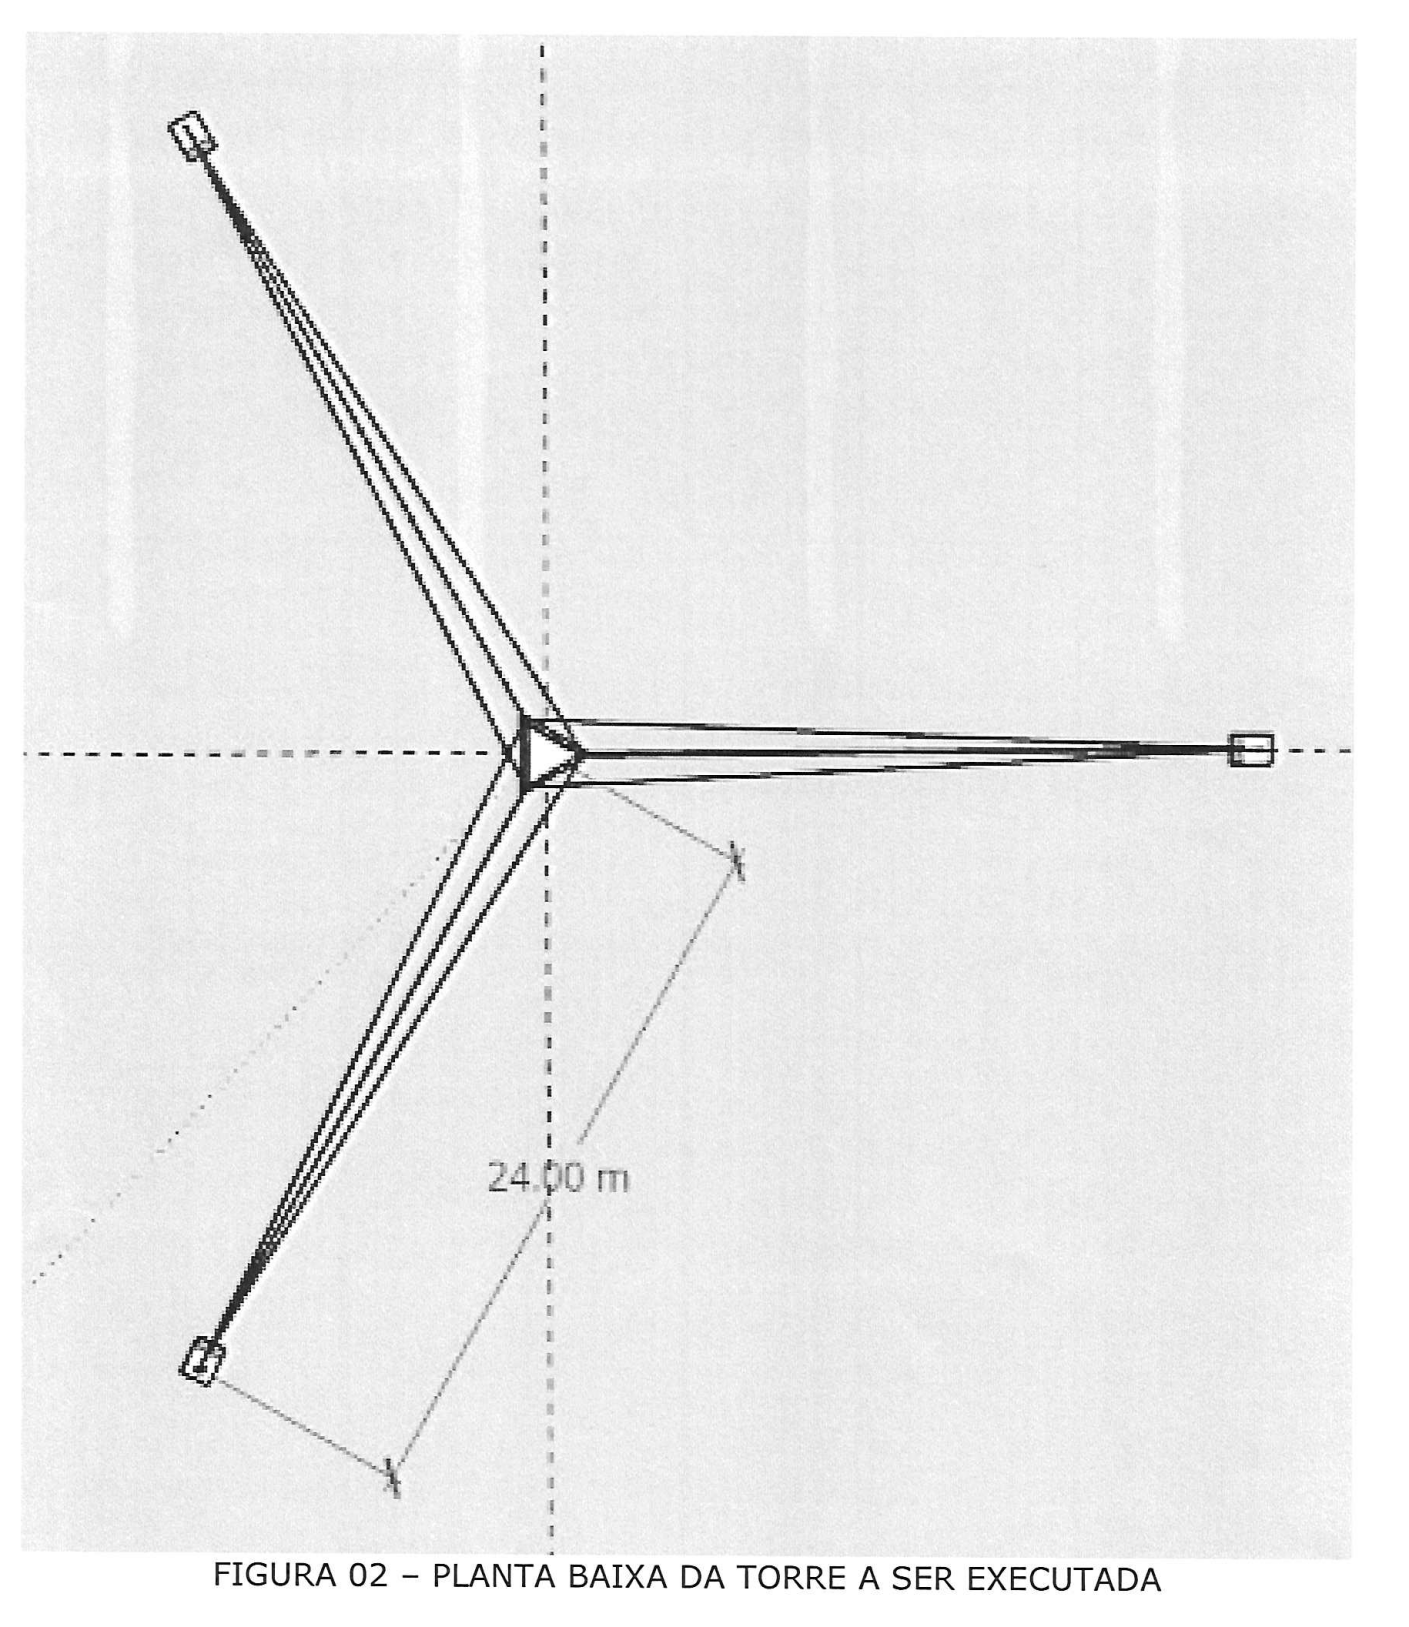 24.00 m
FIGURA 02 – PLANTA BAIXA DA TORRE A SER EXECUTADA